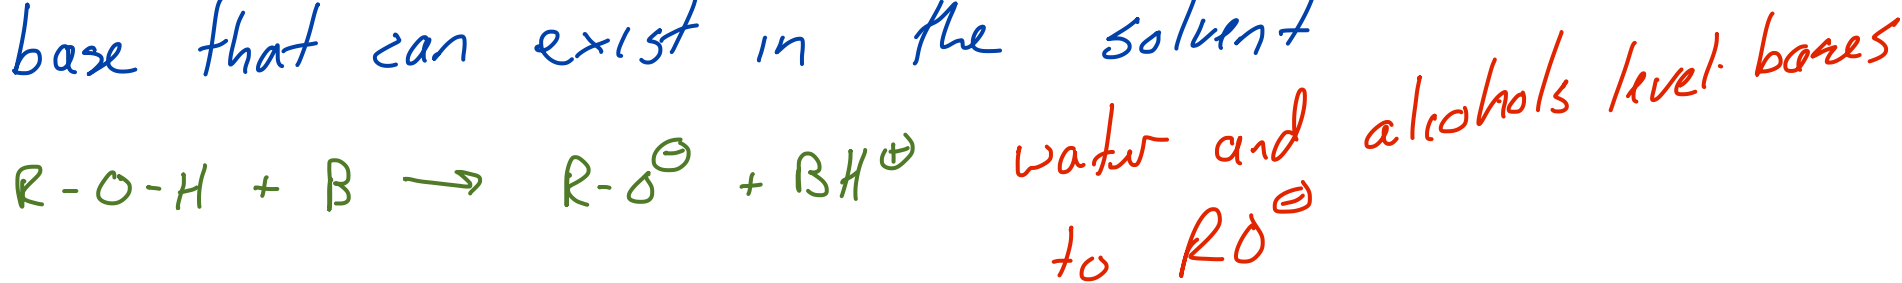 base that can exist in the solvent
R-O-H + B → R-O⊖ + BH⊕
water and alcohols level bases
to RO⊖